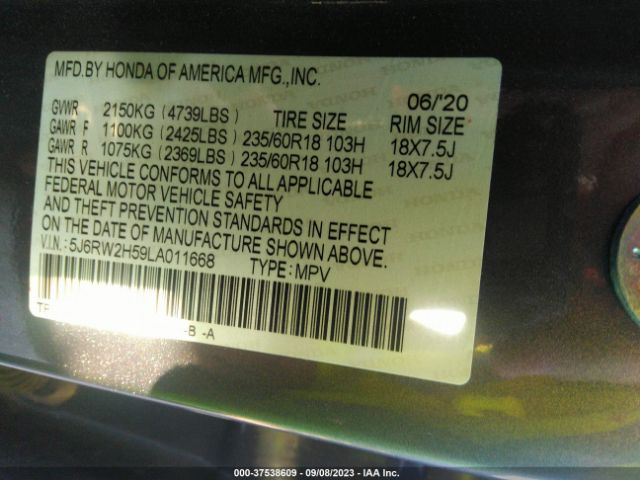 MFD.BY HONDA OF AMERICA MFG.,INC.
06/'20
GVWR 2150KG (4739LBS) TIRE SIZE RIM SIZE
GAWR F 1100KG (2425LBS) 235/60R18 103H 18X7.5J
GAWR R 1075KG (2369LBS) 235/60R18 103H 18X7.5J
THIS VEHICLE CONFORMS TO ALL APPLICABLE
FEDERAL MOTOR VEHICLE SAFETY
AND THEFT PREVENTION STANDARDS IN EFFECT
ON THE DATE OF MANUFACTURE SHOWN ABOVE.
V.I.N.: 5J6RW2H59LA011668 TYPE: MPV
-B -A
000-37538609 - 09/08/2023 - IAA Inc.